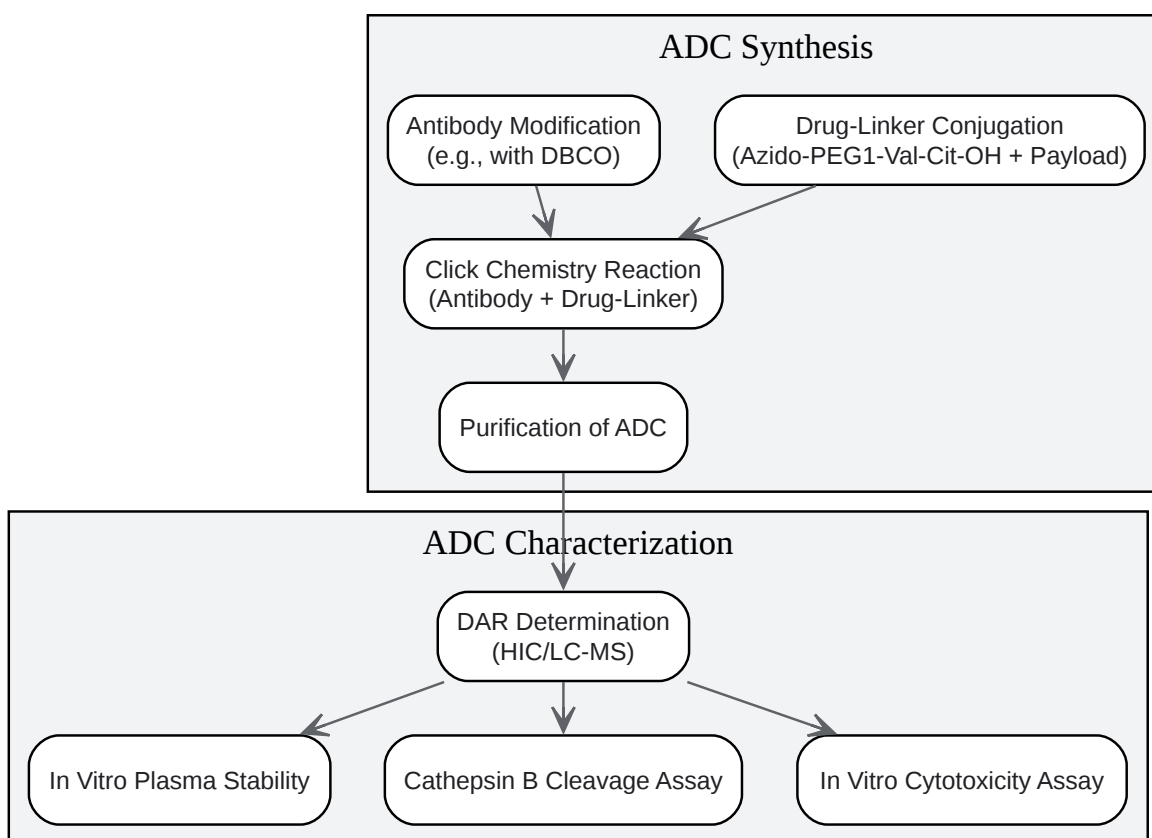 ADC Synthesis
Antibody Modification
(e.g., with DBCO)
Drug-Linker Conjugation
(Azido-PEG1-Val-Cit-OH + Payload)
Click Chemistry Reaction
(Antibody + Drug-Linker)
Purification of ADC
ADC Characterization
DAR Determination
(HIC/LC-MS)
In Vitro Plasma Stability
Cathepsin B Cleavage Assay
In Vitro Cytotoxicity Assay